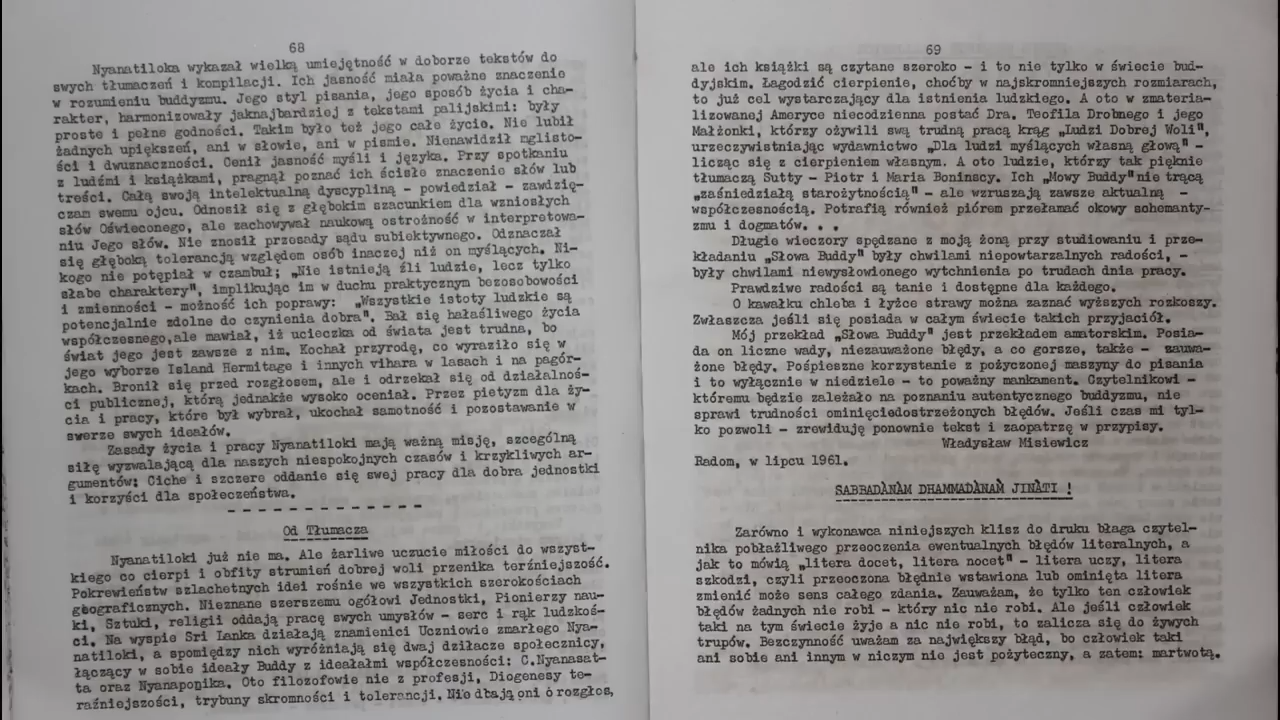 68
Nyanatiloka wykazał wielką umiejętność w doborze tekstów do
swych tłumaczeń i kompilacji. Ich jasność miała poważne znaczenie
w rozumieniu buddyzmu. Jego styl pisania, jego sposób życia i cha-
rakter, harmonizowały jaknajbardziej z tekstami palijskimi: były
proste i pełne godności. Takim było też jego całe życie. Nie lubił
żadnych upiększeń, ani w słowie, ani w piśmie. Nienawidził mglisto-
ści i dwuznaczności. Cenił jasność myśli i języka. Przy spotkaniu
z ludźmi i książkami, pragnął poznać ich ścisłe znaczenie słów lub
treści. Całą swoją intelektualną dyscypliną - powiedział - zawdzię-
czam swemu ojcu. Odnosił się z głębokim szacunkiem dla wzniosłych
słów Oświeconego, ale zachowywał naukową ostrożność w interpretowa-
niu Jego słów. Nie znosił przesady sądu subiektywnego. Odznaczał
się głęboką tolerancją względem osób inaczej niż on myślących. Ni-
kogo nie potępiał w czambuł; „Nie istnieją źli ludzie, lecz tylko
słabe charaktery", implikując im w duchu praktycznym bezosobowości
i zmienności - możność ich poprawy: „Wszystkie istoty ludzkie są
potencjalnie zdolne do czynienia dobra". Bał się hałaśliwego życia
współczesnego,ale mawiał, iż ucieczka od świata jest trudna, bo
świat jego jest zawsze z nim. Kochał przyrodę, co wyraziło się w
jego wyborze Island Hermitage i innych vihara w lasach i na pagór-
kach. Bronił się przed rozgłosem, ale i odrzekał się od działalnoś-
ci publicznej, którą jednakże wysoko oceniał. Przez pietyzm dla ży-
cia i pracy, które był wybrał, ukochał samotność i pozostawanie w
swerze swych ideałów.
Zasady życia i pracy Nyanatiloki mają ważną misję, szczególną
siłę wyzwalającą dla naszych niespokojnych czasów i krzykliwych ar-
gumentów: Ciche i szczere oddanie się swej pracy dla dobra jednostki
i korzyści dla społeczeństwa.
- - - - - - - - - - - - -
Od Tłumacza
Nyanatiloki już nie ma. Ale żarliwe uczucie miłości do wszyst-
kiego co cierpi i obfity strumień dobrej woli przenika terźniejszość.
Pokrewieństw szlachetnych idei rośnie we wszystkich szerokościach
geograficznych. Nieznane szerszemu ogółowi Jednostki, Pionierzy nau-
ki, Sztuki, religii oddają pracę swych umysłów - serc i rąk ludzkoś-
ci. Na wyspie Sri Lanka działają znamienici Uczniowie zmarłego Nya-
natiloki, a spomiędzy nich wyróżniają się dwaj działacze społecznicy,
łączący w sobie ideały Buddy z ideałałmi współczesności: C.Nyanasat-
ta oraz Nyanaponika. Oto filozofowie nie z profesji, Diogenesy te-
raźniejszości, trybuny skromności i tolerancji. Nie dbają oni o rozgłos,
69
ale ich książki są czytane szeroko - i to nie tylko w świecie bud-
dyjskim. Łagodzić cierpienie, choćby w najskromniejszych rozmiarach,
to już cel wystarczający dla istnienia ludzkiego. A oto w zmateria-
lizowanej Ameryce niecodzienna postać Dra. Teofila Drobnego i jego
Małżonki, którzy ożywili swą trudną pracą krąg „Ludzi Dobrej Woli",
urzeczywistniając wydawnictwo „Dla ludzi myślących własną głową" -
licząc się z cierpieniem własnym. A oto ludzie, którzy tak pięknie
tłumaczą Sutty - Piotr i Maria Boninscy. Ich „Mowy Buddy"nie trącą
„zaśniedziałą starożytnością" - ale wzruszają zawsze aktualną -
współczesnością. Potrafią również piórem przełamać okowy schematy-
zmu i dogmatów. . .
Długie wieczory spędzane z moją żoną przy studiowaniu i prze-
kładaniu „Słowa Buddy" były chwilami niepowtarzalnych radości, -
były chwilami niewysłowionego wytchnienia po trudach dnia pracy.
Prawdziwe radości są tanie i dostępne dla każdego.
O kawałku chleba i łyżce strawy można zaznać wyższych rozkoszy.
Zwłaszcza jeśli się posiada w całym świecie takich przyjaciół.
Mój przekład „Słowa Buddy" jest przekładem amatorskim. Posia-
da on liczne wady, niezauważone błędy, a co gorsze, także - zauwa-
żone błędy. Pośpieszne korzystanie z pożyczonej maszyny do pisania
i to wyłącznie w niedziele - to poważny mankament. Czytelnikowi -
któremu będzie zależało na poznaniu autentycznego buddyzmu, nie
sprawi trudności ominięciedostrzeżonych błędów. Jeśli czas mi tyl-
ko pozwoli - zrewiduję ponownie tekst i zaopatrzę w przypisy.
Władysław Misiewicz
Radom, w lipcu 1961.
SABBADÀNAM DHAMMADANAM JINATI !
Zarówno i wykonawca niniejszych klisz do druku błaga czytel-
nika pobłażliwego przeoczenia ewentualnych błędów literalnych, a
jak to mówią „litera docet, litera nocet" - litera uczy, litera
szkodzi, czyli przeoczona błędnie wstawiona lub ominięta litera
zmienić może sens całego zdania. Zauważam, że tylko ten człowiek
błędów żadnych nie robi - który nic nie robi. Ale jeśli człowiek
taki na tym świecie żyje a nic nie robi, to zalicza się do żywych
trupów. Bezczynność uważam za największy błąd, bo człowiek taki
ani sobie ani innym w niczym nie jest pożyteczny, a zatem: martwotą.